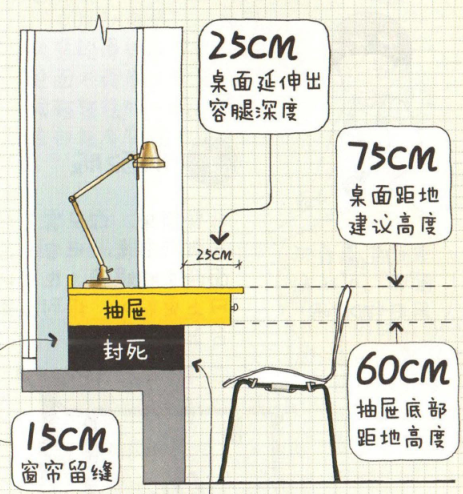 25CM
桌面延伸出
容腿深度
75CM
桌面距地
建议高度
25CM
抽屉
封死
60CM
抽屉底部
距地高度
15CM
窗帘留缝